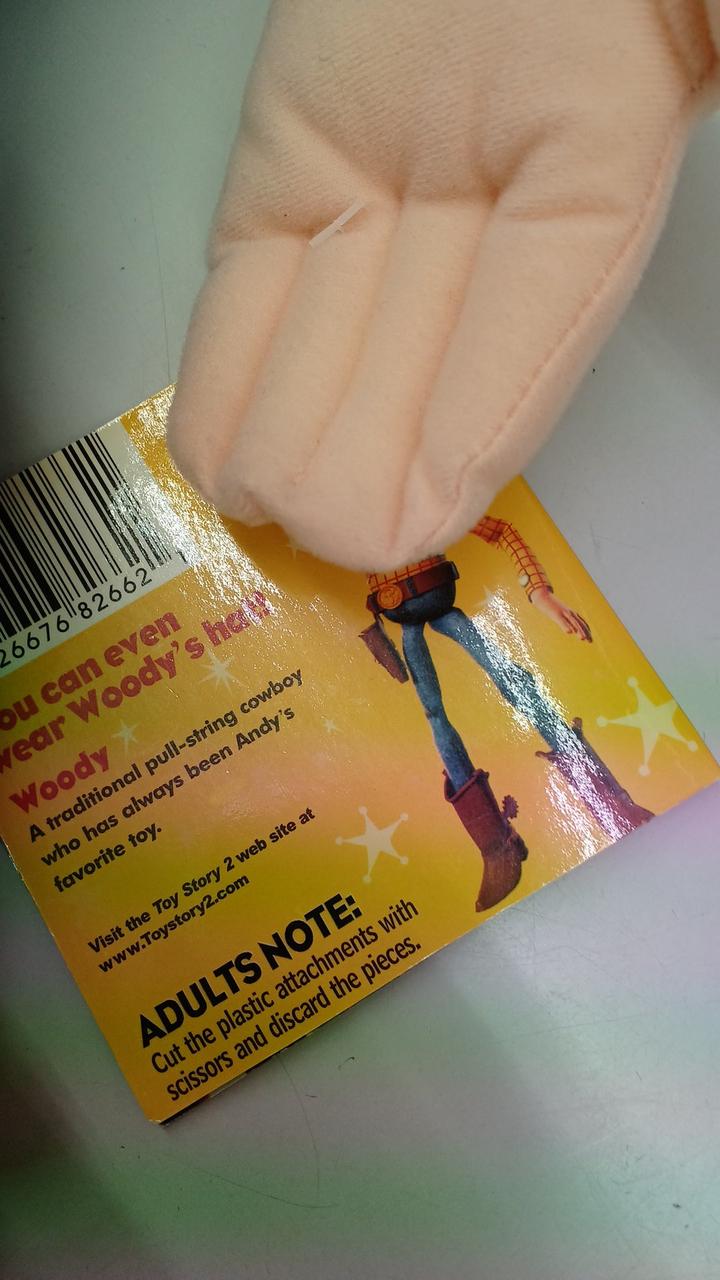 26676 82662
ou can even
wear Woody's hat!
Woody
A traditional pull-string cowboy
who has always been Andy's
favorite toy.
Visit the Toy Story 2 web site at
www.Toystory2.com
ADULTS NOTE:
Cut the plastic attachments with
scissors and discard the pieces.